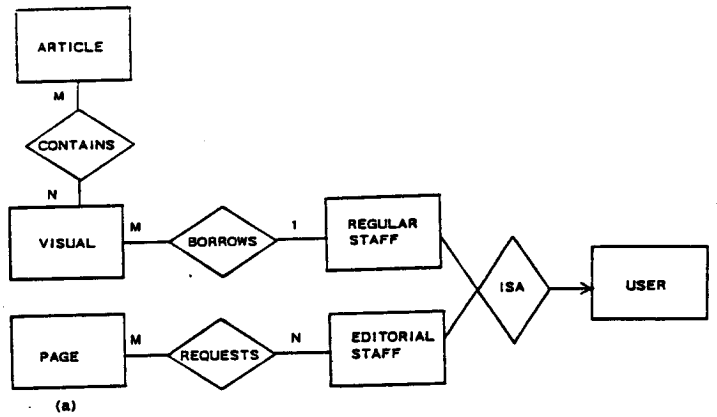 ARTICLE
M
CONTAINS
N
VISUAL
M
BORROWS
1
REGULAR
STAFF
ISA
USER
PAGE
M
REQUESTS
N
EDITORIAL
STAFF
(a)